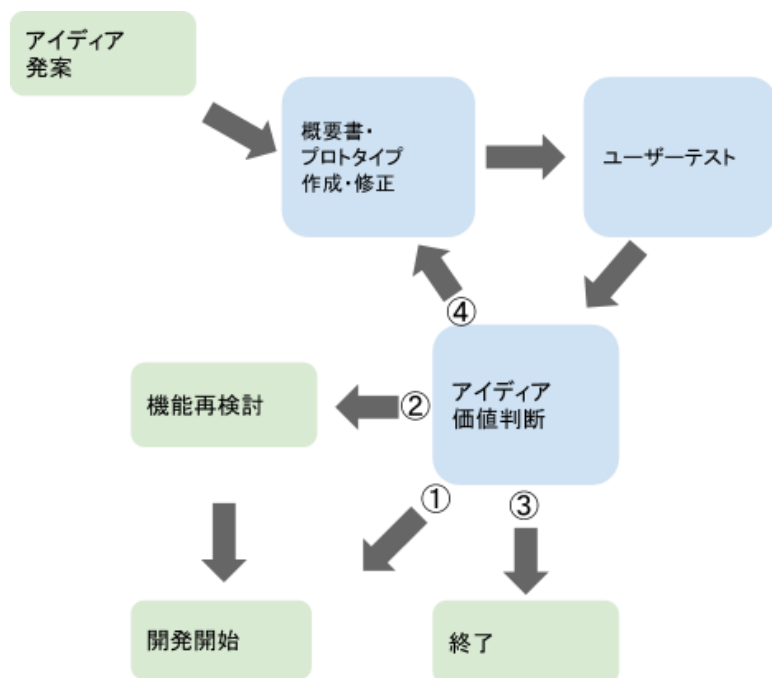 アイディア
発案
概要書・
プロトタイプ
作成・修正
ユーザーテスト
④
アイディア
価値判断
機能再検討
②
①
③
開発開始
終了